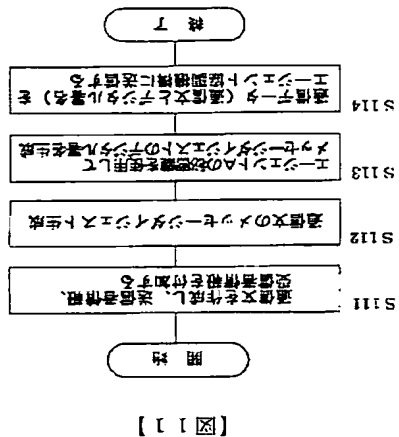 【図11】
開 始
S111
通信文を作成し、送信者情報、
受信者情報を付加する
S112
通信文のメッセージダイジェスト生成
S113
エージェントAの秘密鍵を使用して
メッセージダイジェストのデジタル署名生成
S114
通信データ（通信文とデジタル署名）を
エージェント協調機構に送信する
終 了